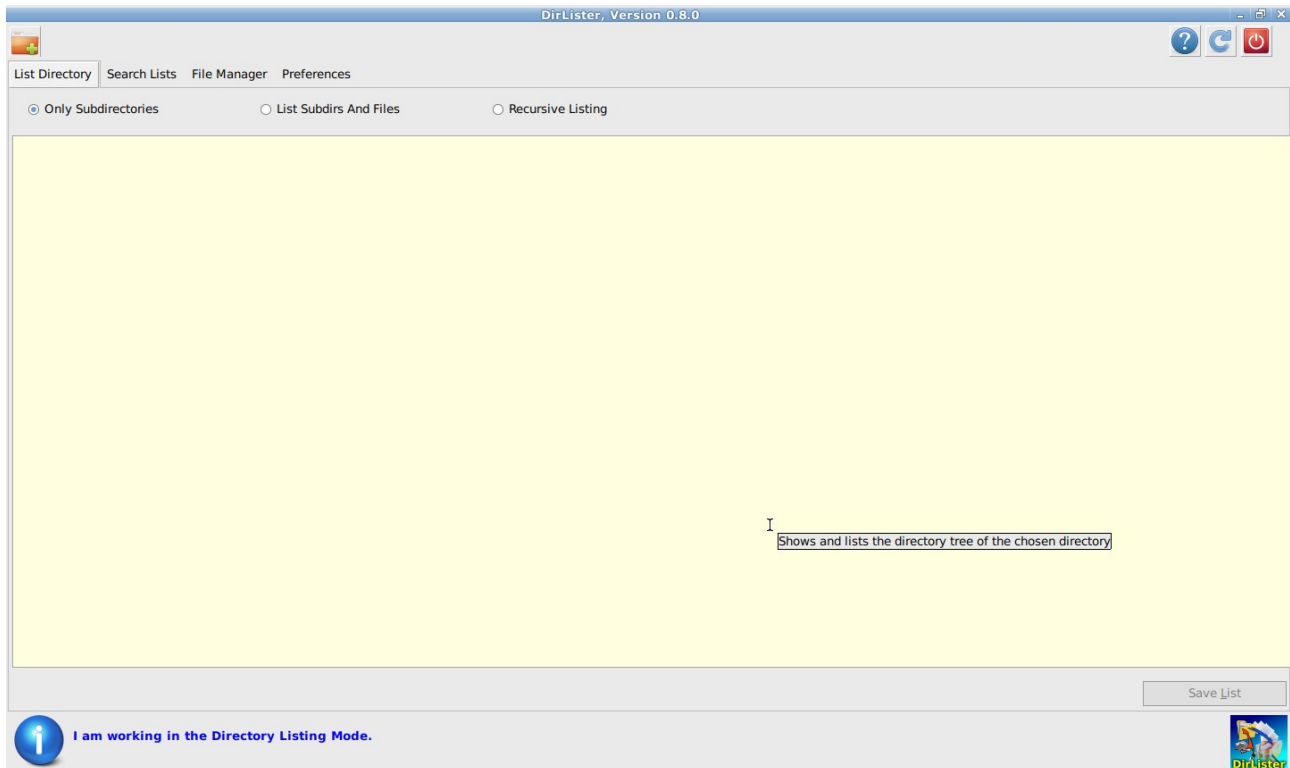 DirLister, Version 0.8.0
List Directory Search Lists File Manager Preferences
Only Subdirectories List Subdirs And Files Recursive Listing
Shows and lists the directory tree of the chosen directory
Save List
I am working in the Directory Listing Mode.
DirLister